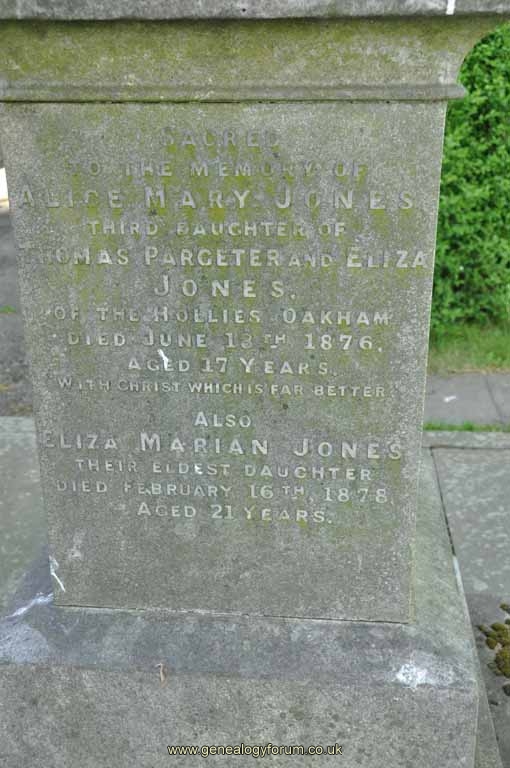 SACRED
TO THE MEMORY OF
ALICE MARY JONES
THIRD DAUGHTER OF
THOMAS PARGETER AND ELIZA
JONES,
OF THE HOLLIES OAKHAM
DIED JUNE 13TH 1876,
AGED 17 YEARS.
WITH CHRIST WHICH IS FAR BETTER
ALSO
ELIZA MARIAN JONES
THEIR ELDEST DAUGHTER
DIED FEBRUARY 16TH, 1878,
AGED 21 YEARS.
www.genealogyforum.co.uk